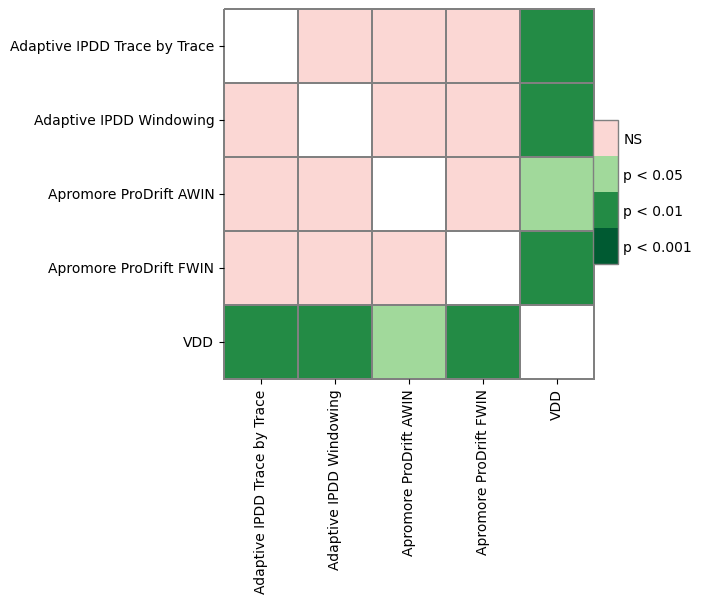 Adaptive IPDD Trace by Trace
Adaptive IPDD Windowing
Apromore ProDrift AWIN
Apromore ProDrift FWIN
VDD
NS
p < 0.05
p < 0.01
p < 0.001
Adaptive IPDD Trace by Trace
Adaptive IPDD Windowing
Apromore ProDrift AWIN
Apromore ProDrift FWIN
VDD